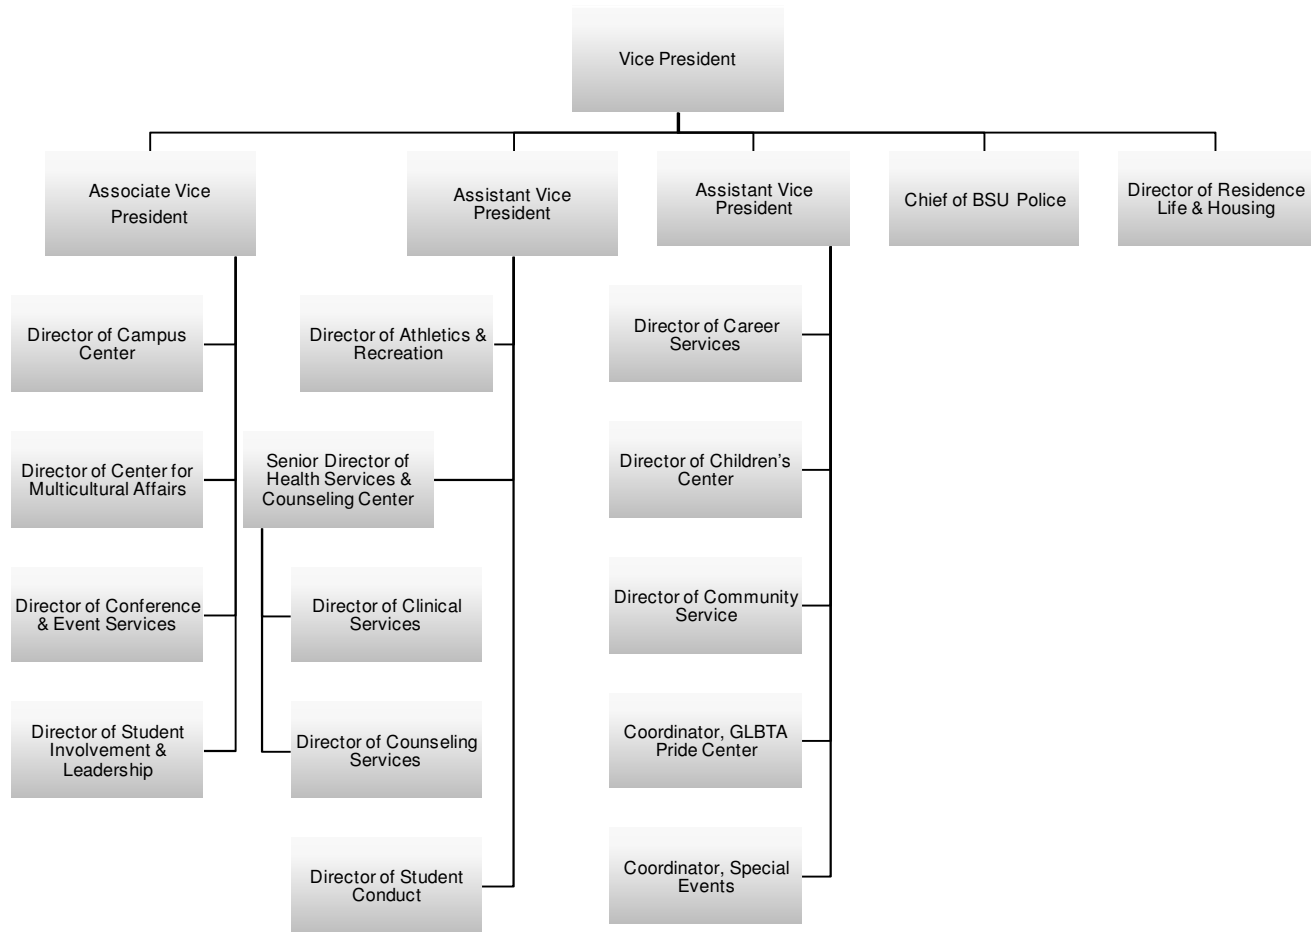 Vice President
Associate Vice
President
Assistant Vice
President
Assistant Vice
President
Chief of BSU Police
Director of Residence
Life & Housing
Director of Campus
Center
Director of Center for
Multicultural Affairs
Director of Conference
& Event Services
Director of Student
Involvement &
Leadership
Director of Athletics &
Recreation
Senior Director of
Health Services &
Counseling Center
Director of Clinical
Services
Director of Counseling
Services
Director of Student
Conduct
Director of Career
Services
Director of Children’s
Center
Director of Community
Service
Coordinator, GLBTA
Pride Center
Coordinator, Special
Events